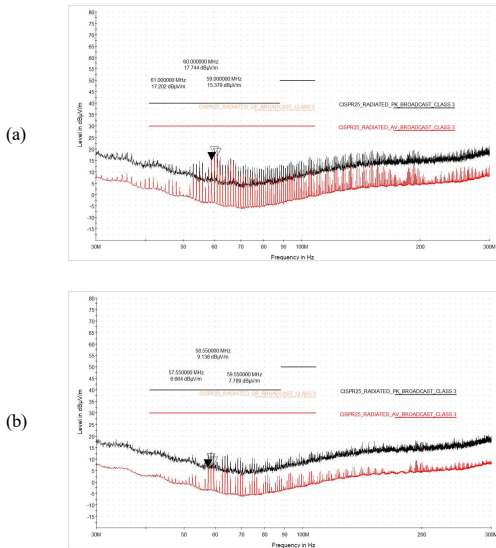 (a)
Level in dBµV/m
80
75
70
65
60
55
50
45
40
35
30
25
20
15
10
5
0
-5
-10
-15
60.000000 MHz
17.744 dBµV/m
61.000000 MHz
17.202 dBµV/m
59.000000 MHz
15.379 dBµV/m
CISPR25_RADIATED_QP_BROADCAST_CLASS
CISPR25_RADIATED_PK_BROADCAST_CLASS 3
CISPR25_RADIATED_AV_BROADCAST_CLASS 3
30M 50 60 70 80 90 100M 200 300M
Frequency in Hz
(b)
Level in dBµV/m
80
75
70
65
60
55
50
45
40
35
30
25
20
15
10
5
0
-5
-10
-15
58.550000 MHz
9.138 dBµV/m
57.550000 MHz
6.664 dBµV/m
59.550000 MHz
7.789 dBµV/m
CISPR25_RADIATED_QP_BROADCAST_CLASS
CISPR25_RADIATED_PK_BROADCAST_CLASS 3
CISPR25_RADIATED_AV_BROADCAST_CLASS 3
30M 50 60 70 80 90 100M 200 300M
Frequency in Hz